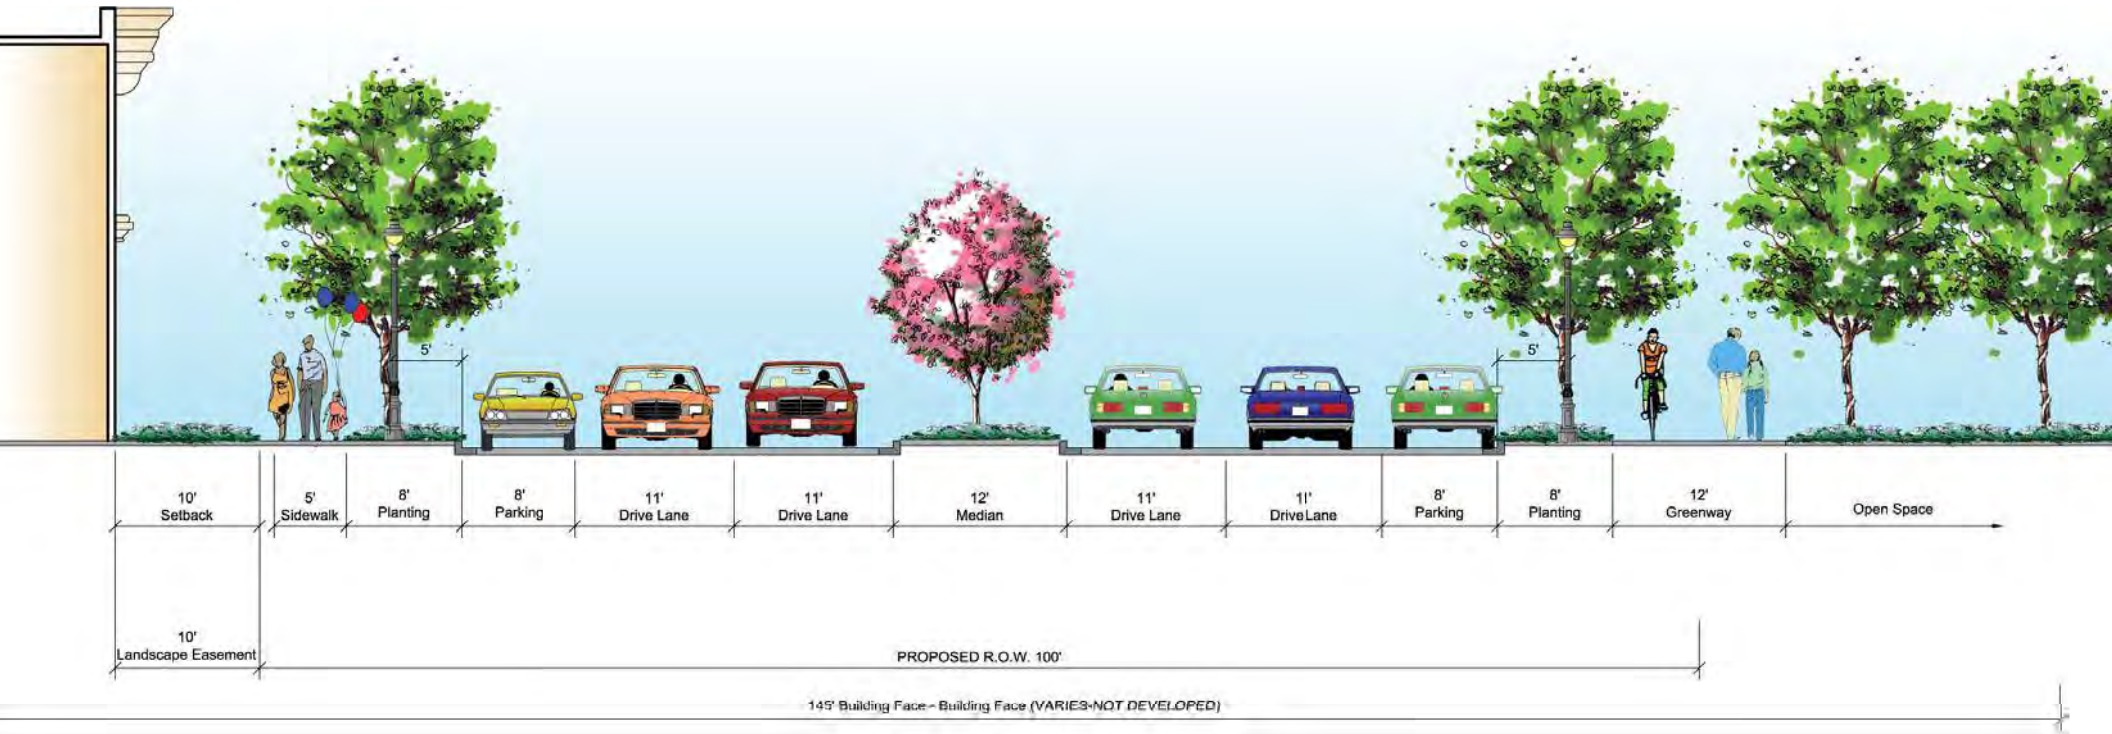 5'
5'
10'
Setback
5'
Sidewalk
8'
Planting
8'
Parking
11'
Drive Lane
11'
Drive Lane
12'
Median
11'
Drive Lane
11'
DriveLane
8'
Parking
8'
Planting
12'
Greenway
Open Space
10'
Landscape Easement
PROPOSED R.O.W. 100'
145' Building Face - Building Face (VARIES-NOT DEVELOPED)